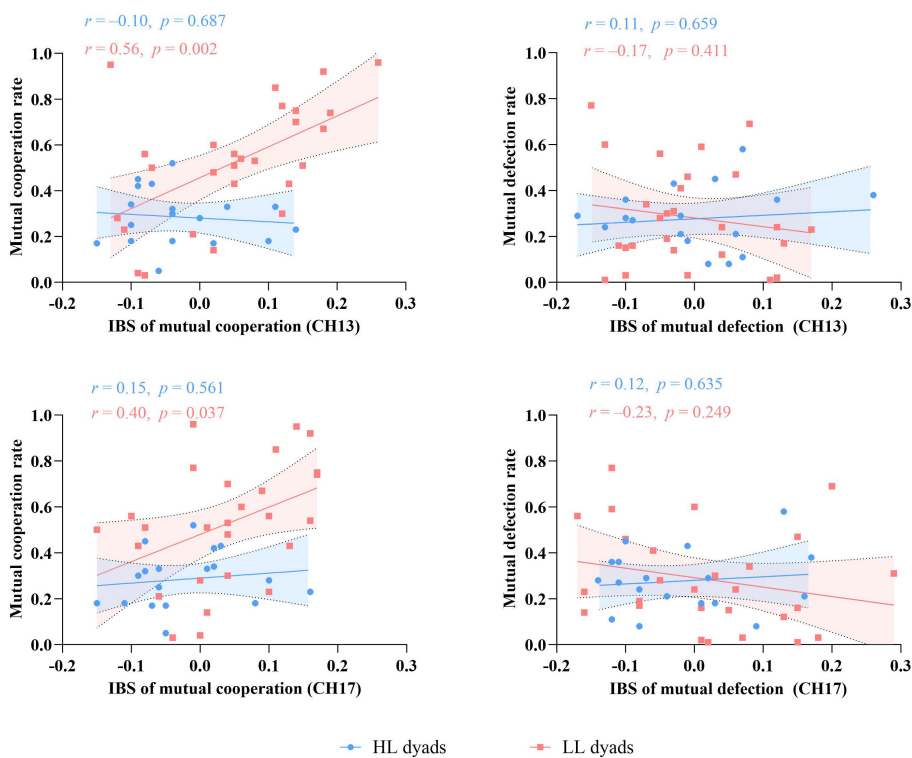 r = –0.10, p = 0.687
r = 0.56, p = 0.002
Mutual cooperation rate
1.0
0.8
0.6
0.4
0.2
0.0
-0.2 -0.1 0.0 0.1 0.2 0.3
IBS of mutual cooperation (CH13)
r = 0.11, p = 0.659
r = –0.17, p = 0.411
Mutual defection rate
1.0
0.8
0.6
0.4
0.2
0.0
-0.2 -0.1 0.0 0.1 0.2 0.3
IBS of mutual defection (CH13)
r = 0.15, p = 0.561
r = 0.40, p = 0.037
Mutual cooperation rate
1.0
0.8
0.6
0.4
0.2
0.0
-0.2 -0.1 0.0 0.1 0.2 0.3
IBS of mutual cooperation (CH17)
r = 0.12, p = 0.635
r = –0.23, p = 0.249
Mutual defection rate
1.0
0.8
0.6
0.4
0.2
0.0
-0.2 -0.1 0.0 0.1 0.2 0.3
IBS of mutual defection (CH17)
HL dyads LL dyads